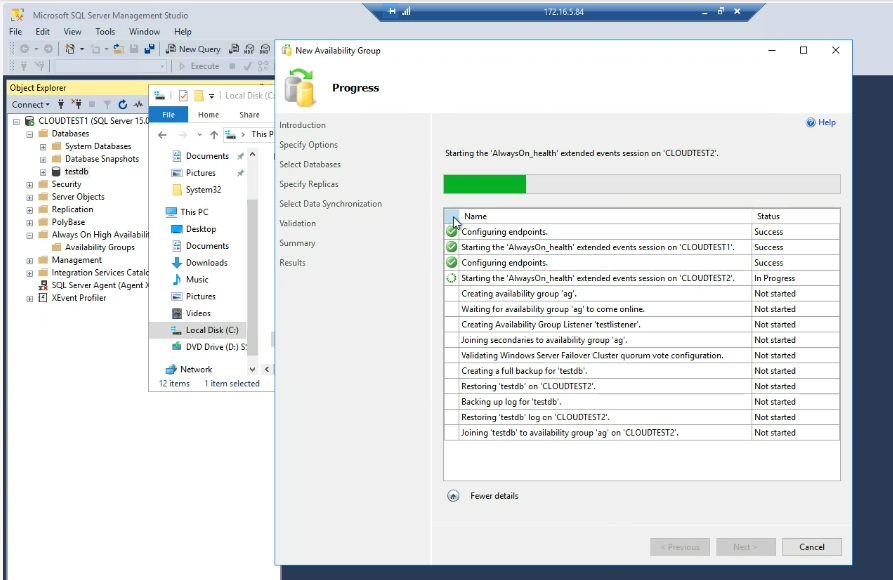 Microsoft SQL Server Management Studio
172.16.5.84
File Edit View Tools Window Help
New Query
Execute
Object Explorer
Connect
CLOUDTEST1 (SQL Server 15.0
Databases
System Databases
Database Snapshots
testdb
Security
Server Objects
Replication
PolyBase
Always On High Availabilit
Availability Groups
Management
Integration Services Catalo
SQL Server Agent (Agent X
XEvent Profiler
Local Disk (C:
File Home Share
This P
Documents
Pictures
System32
This PC
Desktop
Documents
Downloads
Music
Pictures
Videos
Local Disk (C:)
DVD Drive (D:) S
Network
12 items 1 item selected
New Availability Group
Progress
Introduction
Specify Options
Select Databases
Specify Replicas
Select Data Synchronization
Validation
Summary
Results
Help
Starting the 'AlwaysOn_health' extended events session on 'CLOUDTEST2'.
Name Status
Configuring endpoints. Success
Starting the 'AlwaysOn_health' extended events session on 'CLOUDTEST1'. Success
Configuring endpoints. Success
Starting the 'AlwaysOn_health' extended events session on 'CLOUDTEST2'. In Progress
Creating availability group 'ag'. Not started
Waiting for availability group 'ag' to come online. Not started
Creating Availability Group Listener 'testlistener'. Not started
Joining secondaries to availability group 'ag'. Not started
Validating Windows Server Failover Cluster quorum vote configuration. Not started
Creating a full backup for 'testdb'. Not started
Restoring 'testdb' on 'CLOUDTEST2'. Not started
Backing up log for 'testdb'. Not started
Restoring 'testdb' log on 'CLOUDTEST2'. Not started
Joining 'testdb' to availability group 'ag' on 'CLOUDTEST2'. Not started
Fewer details
< Previous Next > Cancel